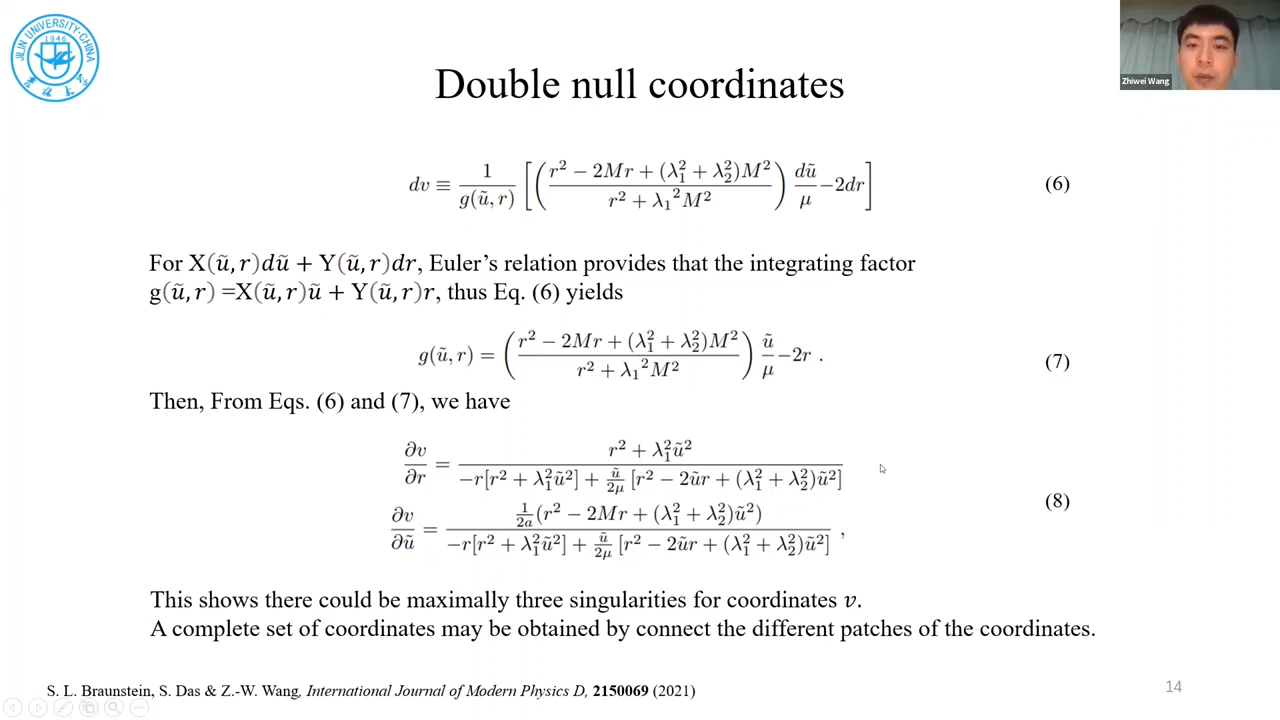 JILIN UNIVERSITY·CHINA
1946
Zhiwei Wang
Double null coordinates
dv ≡ 1/g(ũ, r) [((r² − 2Mr + (λ₁² + λ₂²)M²)/(r² + λ₁²M²)) dũ/μ − 2dr] (6)
For X(ũ, r)dũ + Y(ũ, r)dr, Euler's relation provides that the integrating factor
g(ũ, r) =X(ũ, r)ũ + Y(ũ, r)r, thus Eq. (6) yields
g(ũ, r) = ((r² − 2Mr + (λ₁² + λ₂²)M²)/(r² + λ₁²M²)) ũ/μ − 2r . (7)
Then, From Eqs. (6) and (7), we have
∂v/∂r = (r² + λ₁²ũ²)/(−r[r² + λ₁²ũ²] + ũ/2μ [r² − 2ũr + (λ₁² + λ₂²)ũ²])
∂v/∂ũ = (1/2a (r² − 2Mr + (λ₁² + λ₂²)ũ²))/(−r[r² + λ₁²ũ²] + ũ/2μ [r² − 2ũr + (λ₁² + λ₂²)ũ²]) , (8)
This shows there could be maximally three singularities for coordinates v.
A complete set of coordinates may be obtained by connect the different patches of the coordinates.
S. L. Braunstein, S. Das & Z.-W. Wang, International Journal of Modern Physics D, 2150069 (2021)
14